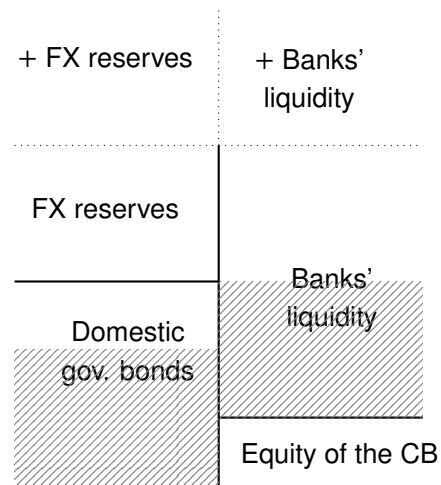 + FX reserves
+ Banks’
liquidity
FX reserves
Banks’
liquidity
Domestic
gov. bonds
Equity of the CB